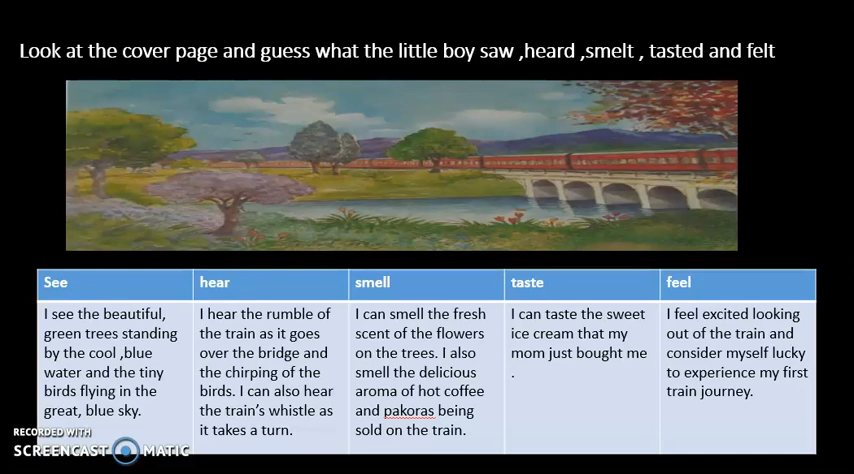 Look at the cover page and guess what the little boy saw ,heard ,smelt , tasted and felt
See
I see the beautiful,
green trees standing
by the cool ,blue
water and the tiny
birds flying in the
great, blue sky.
hear
I hear the rumble of
the train as it goes
over the bridge and
the chirping of the
birds. I can also hear
the train's whistle as
it takes a turn.
smell
I can smell the fresh
scent of the flowers
on the trees. I also
smell the delicious
aroma of hot coffee
and pakoras being
sold on the train.
taste
I can taste the sweet
ice cream that my
mom just bought me
.
feel
I feel excited looking
out of the train and
consider myself lucky
to experience my first
train journey.
RECORDED WITH
SCREENCAST MATIC